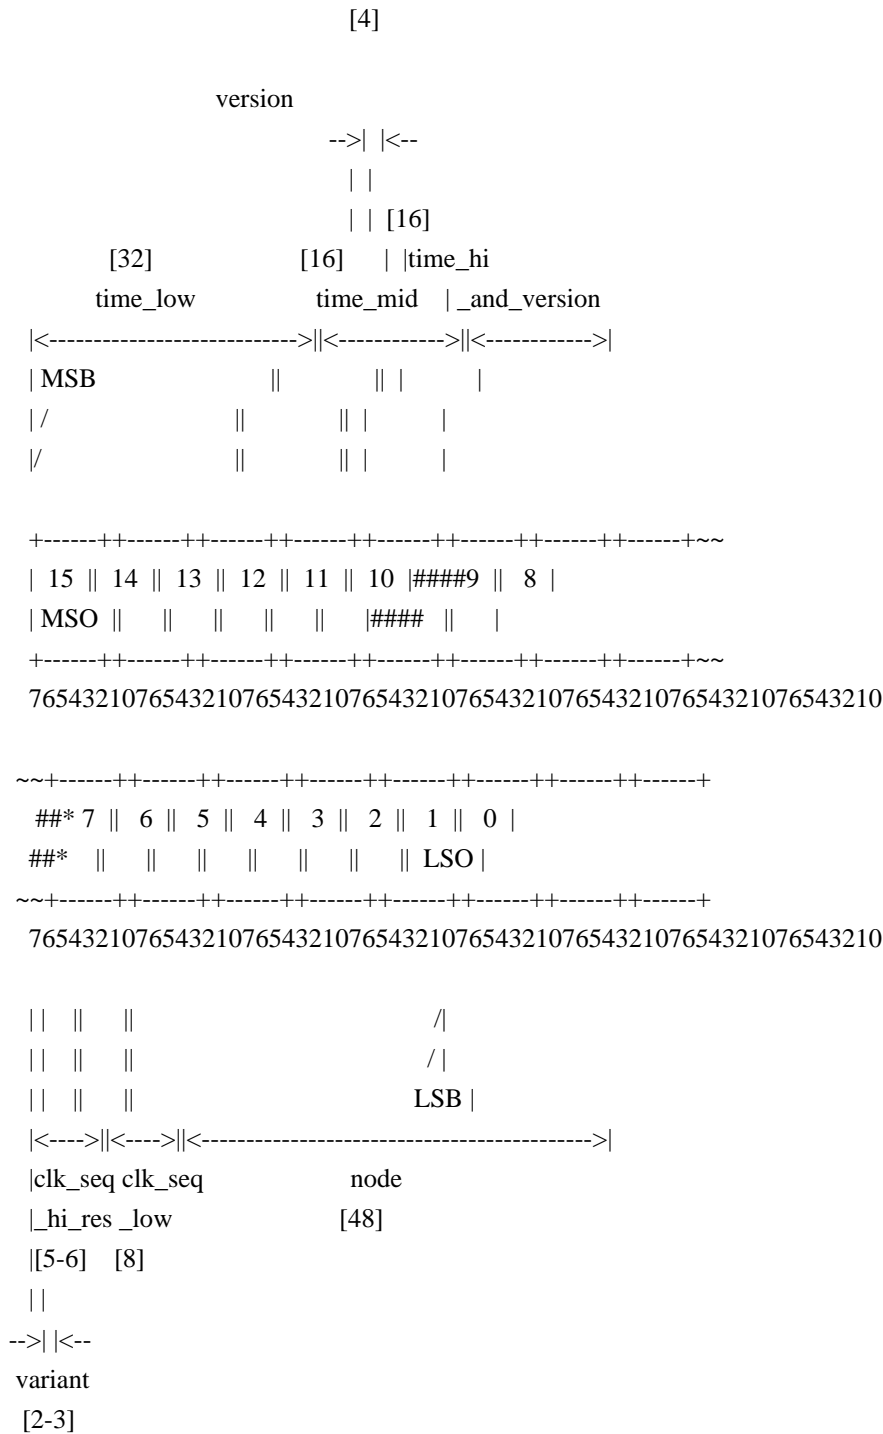 [4]
version
-->| |<--
| |
| | [16]
[32] [16] | |time_hi
time_low time_mid | _and_version
|<---------------------------->||<------------>||<------------>|
| MSB || || | |
| / || || | |
|/ || || | |
+------++------++------++------++------++------++------++------+~~
| 15 || 14 || 13 || 12 || 11 || 10 |####9 || 8 |
| MSO || || || || || |#### || |
+------++------++------++------++------++------++------++------+~~
7654321076543210765432107654321076543210765432107654321076543210
~~+------++------++------++------++------++------++------++------+
##* 7 || 6 || 5 || 4 || 3 || 2 || 1 || 0 |
##* || || || || || || || LSO |
~~+------++------++------++------++------++------++------++------+
7654321076543210765432107654321076543210765432107654321076543210
| | || || /|
| | || || / |
| | || || LSB |
|<---->||<---->||<-------------------------------------------->|
|clk_seq clk_seq node
|_hi_res _low [48]
|[5-6] [8]
| |
-->| |<--
variant
[2-3]